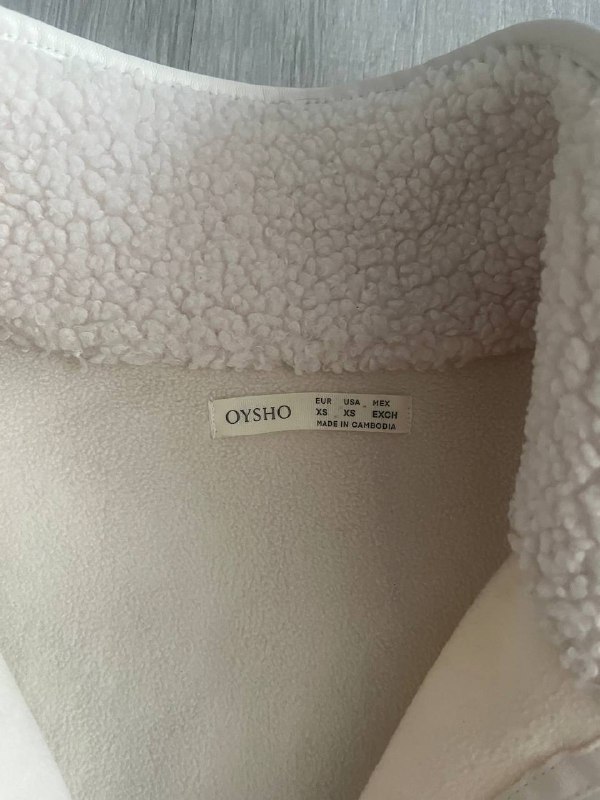 OYSHO
EUR USA MEX
XS XS EXCH
MADE IN CAMBODIA